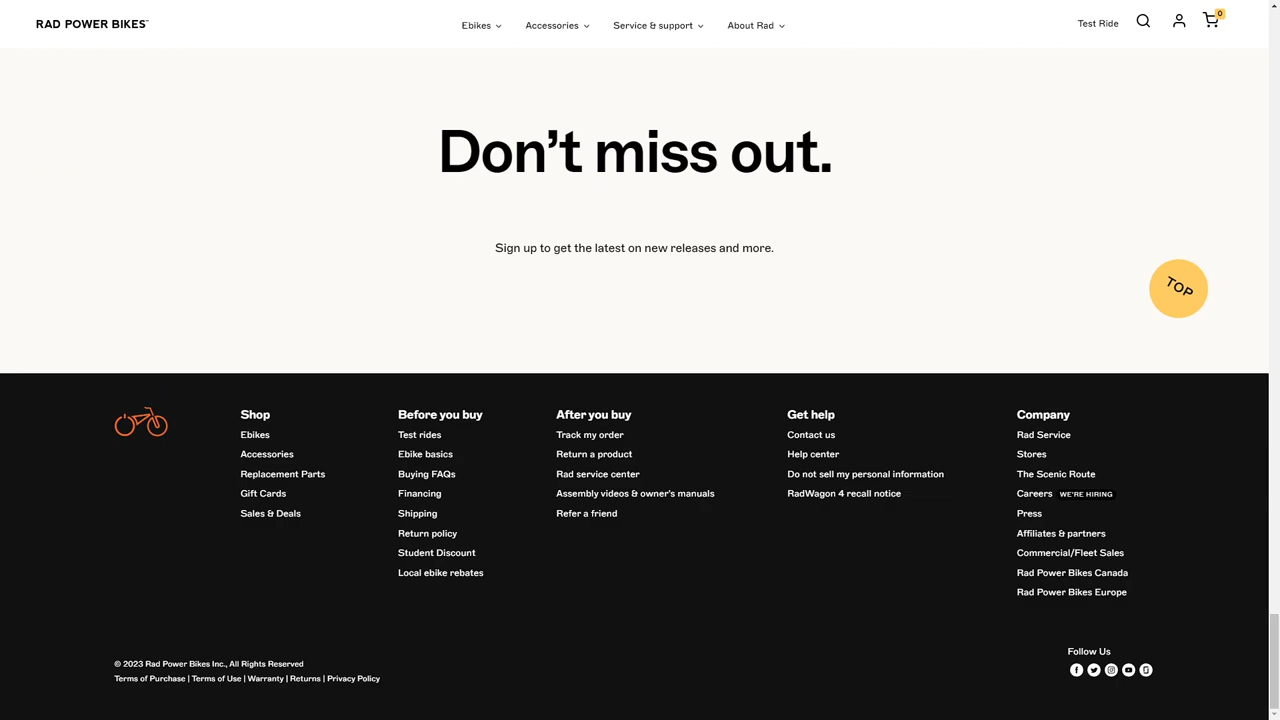 RAD POWER BIKES™
Ebikes
Accessories
Service & support
About Rad
Test Ride
0
Don't miss out.
Sign up to get the latest on new releases and more.
TOP
Shop
Ebikes
Accessories
Replacement Parts
Gift Cards
Sales & Deals
Before you buy
Test rides
Ebike basics
Buying FAQs
Financing
Shipping
Return policy
Student Discount
Local ebike rebates
After you buy
Track my order
Return a product
Rad service center
Assembly videos & owner's manuals
Refer a friend
Get help
Contact us
Help center
Do not sell my personal information
RadWagon 4 recall notice
Company
Rad Service
Stores
The Scenic Route
Careers WE'RE HIRING
Press
Affiliates & partners
Commercial/Fleet Sales
Rad Power Bikes Canada
Rad Power Bikes Europe
Follow Us
© 2023 Rad Power Bikes Inc., All Rights Reserved
Terms of Purchase | Terms of Use | Warranty | Returns | Privacy Policy